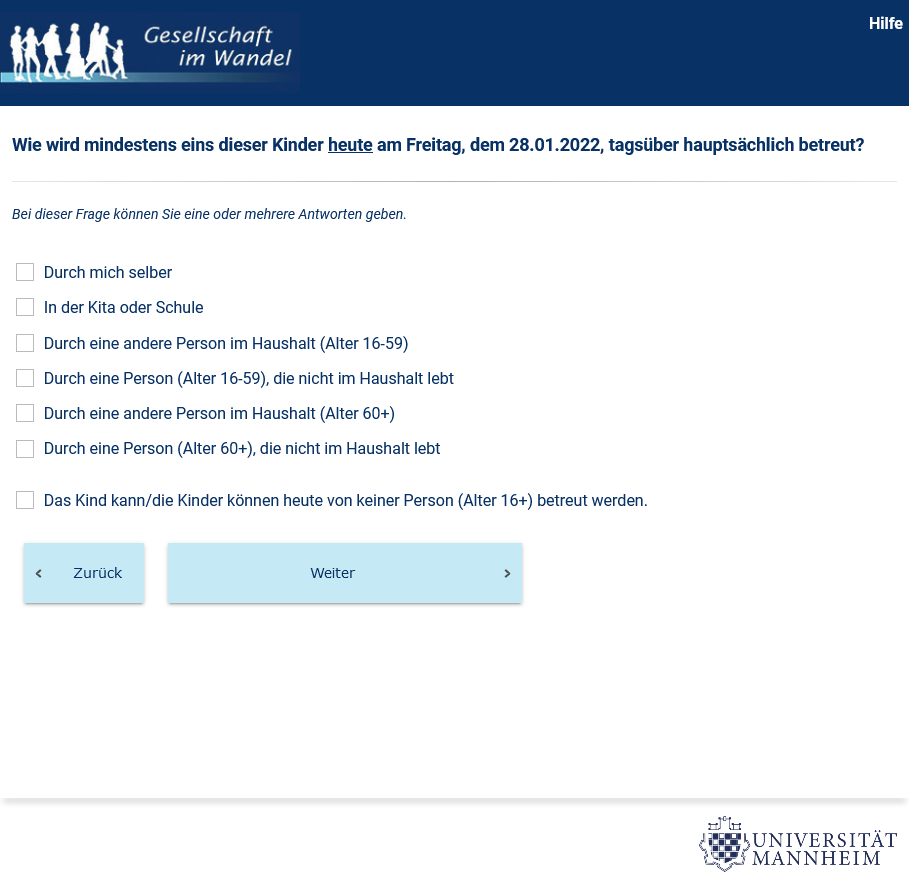 Gesellschaft
im Wandel
Hilfe
Wie wird mindestens eins dieser Kinder heute am Freitag, dem 28.01.2022, tagsüber hauptsächlich betreut?
Bei dieser Frage können Sie eine oder mehrere Antworten geben.
Durch mich selber
In der Kita oder Schule
Durch eine andere Person im Haushalt (Alter 16-59)
Durch eine Person (Alter 16-59), die nicht im Haushalt lebt
Durch eine andere Person im Haushalt (Alter 60+)
Durch eine Person (Alter 60+), die nicht im Haushalt lebt
Das Kind kann/die Kinder können heute von keiner Person (Alter 16+) betreut werden.
Zurück
Weiter
UNIVERSITÄT
MANNHEIM